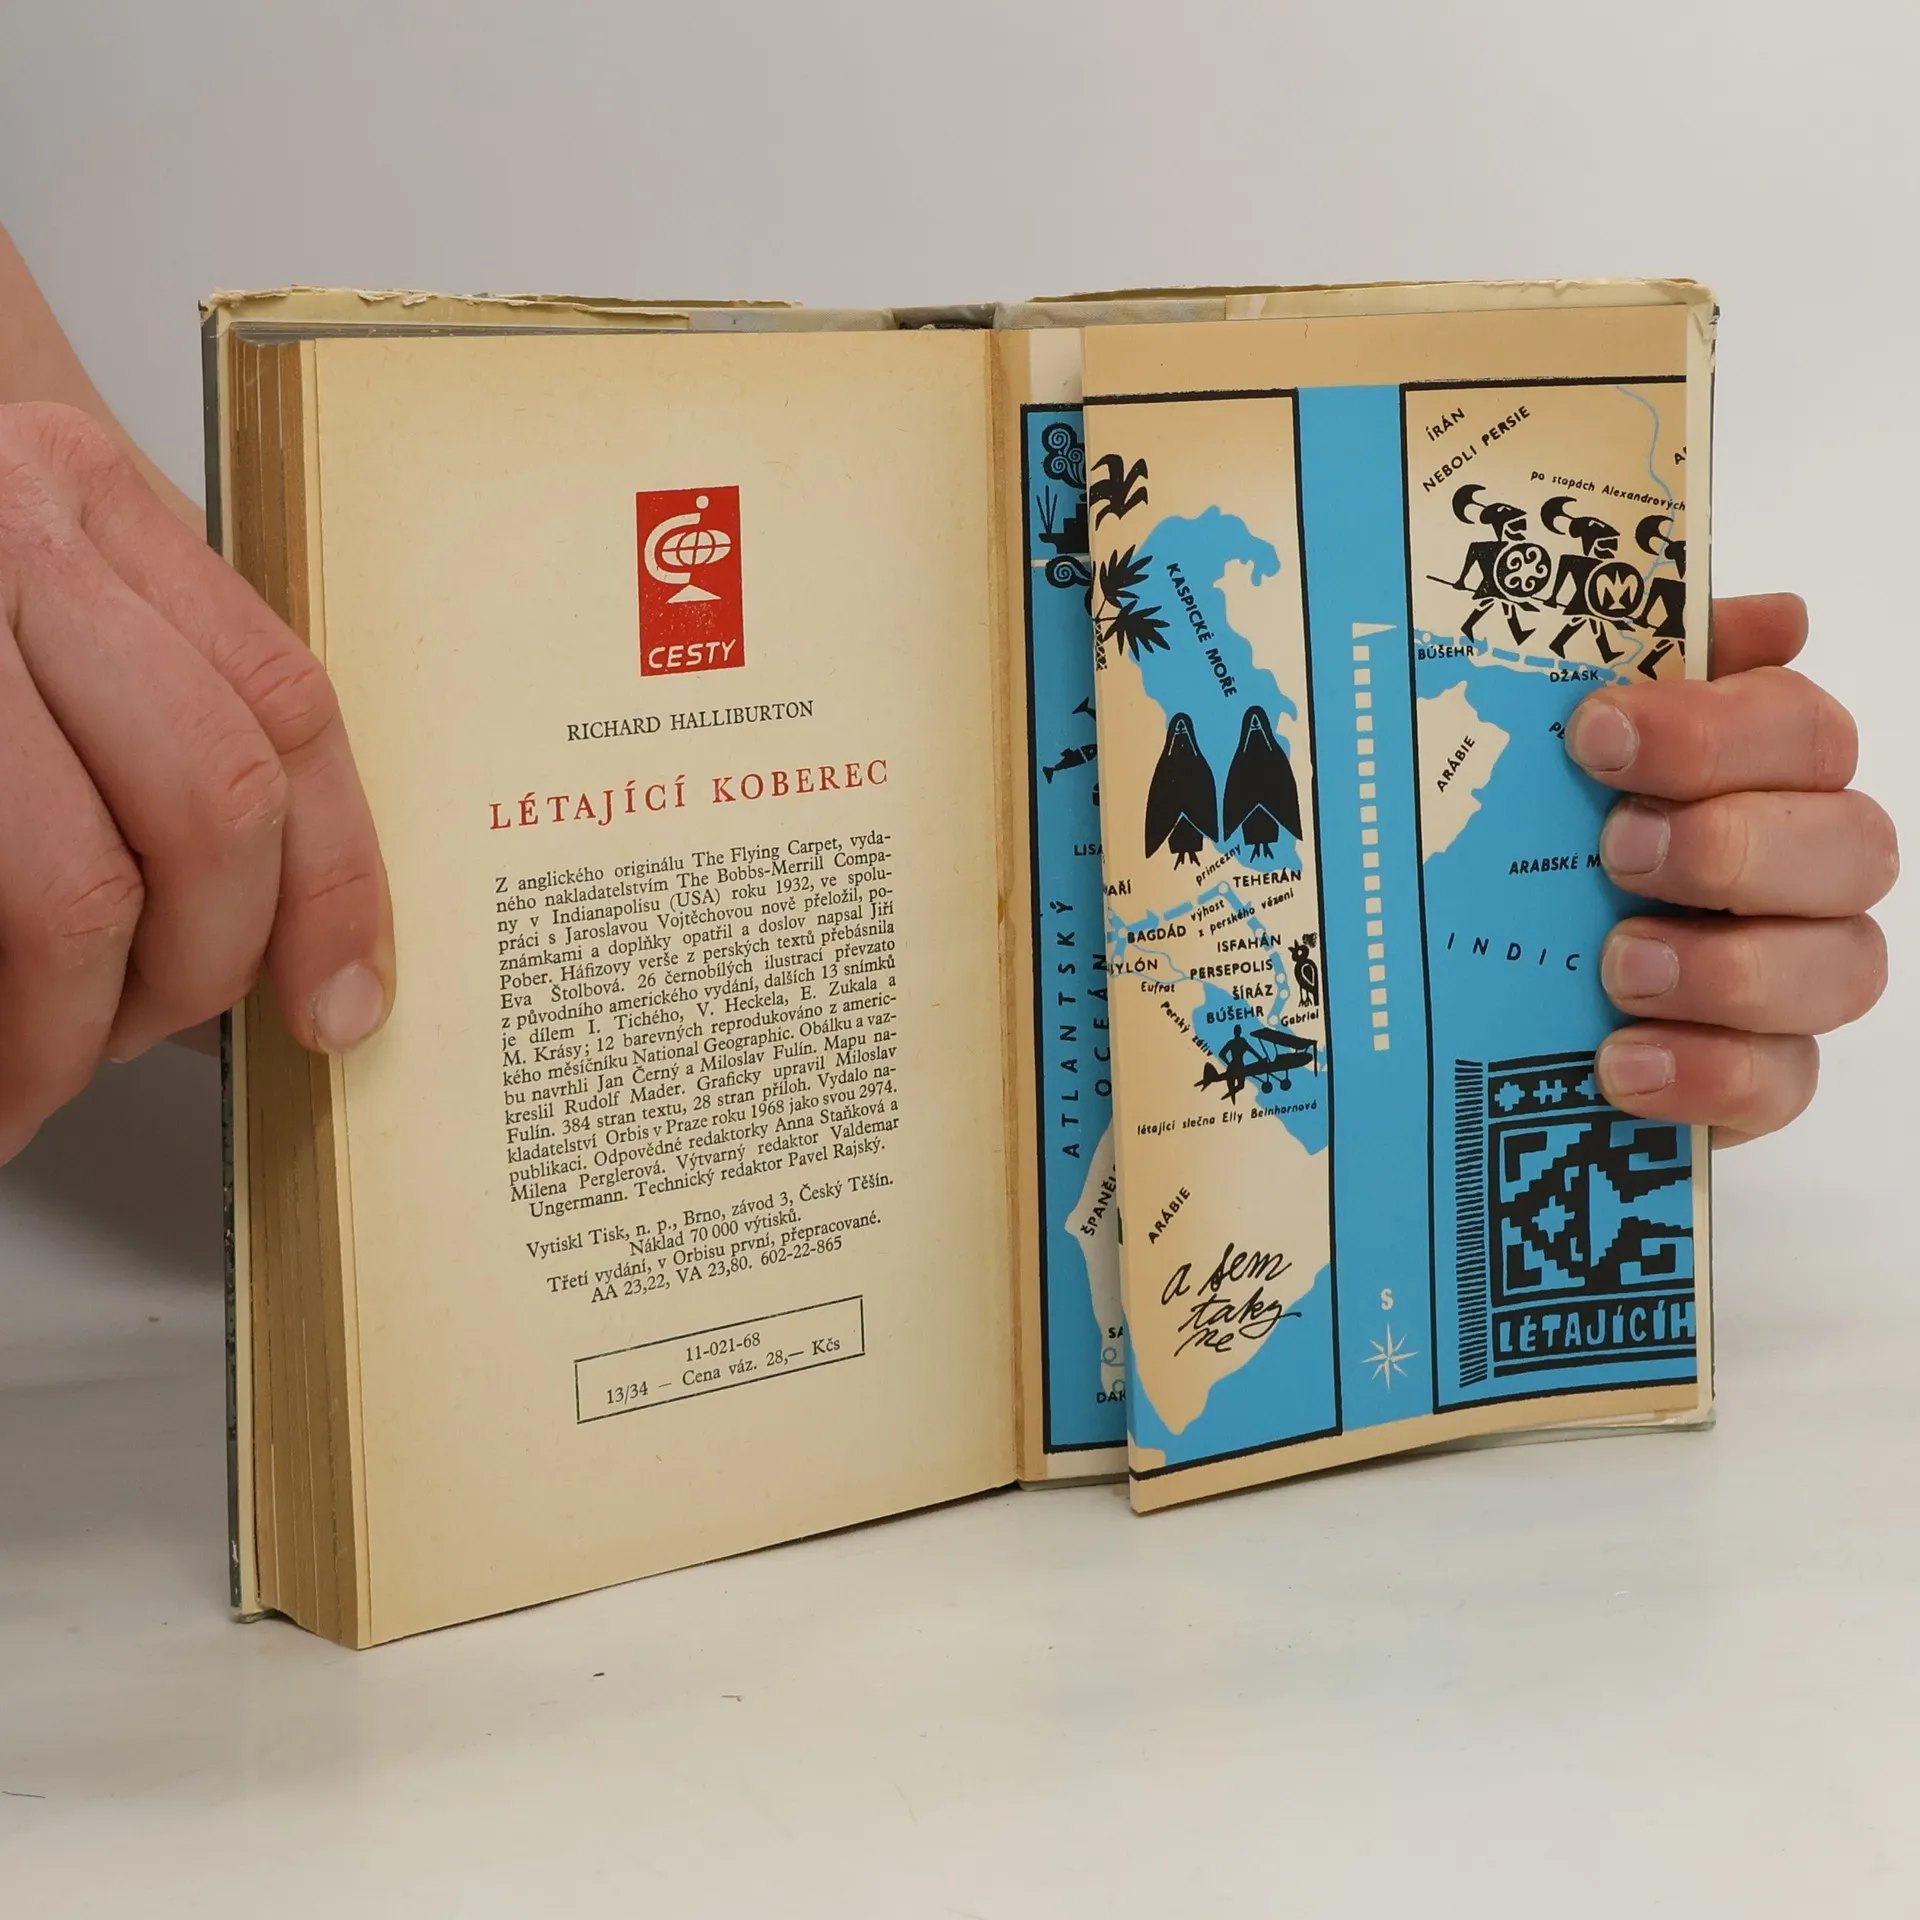 CESTY
RICHARD HALLIBURTON
LÉTAJÍCÍ KOBEREC
Z anglického originálu The Flying Carpet, vyda-
ného nakladatelstvím The Bobbs-Merrill Compa-
ny v Indianapolisu (USA) roku 1932, ve spolu-
práci s Jaroslavou Vojtěchovou nově přeložil, po-
známkami a doplňky opatřil a doslov napsal Jiří
Pober. Háfizovy verše z perských textů přebásnila
Eva Štolbová. 26 černobílých ilustrací převzato
z původního amerického vydání, dalších 13 snímků
je dílem I. Tichého, V. Heckela, E. Zukala a
M. Krásy; 12 barevných reprodukováno z americ-
kého měsíčníku National Geographic. Obálku a vaz-
bu navrhli Jan Černý a Miloslav Fulín. Mapu na-
kreslil Rudolf Mader. Graficky upravil Miloslav
Fulín. 384 stran textu, 28 stran příloh. Vydalo na-
kladatelství Orbis v Praze roku 1968 jako svou 2974.
publikaci. Odpovědné redaktorky Anna Staňková a
Milena Perglerová. Výtvarný redaktor Valdemar
Ungermann. Technický redaktor Pavel Rajský.
Vytiskl Tisk, n. p., Brno, závod 3, Český Těšín.
Náklad 70 000 výtisků.
Třetí vydání, v Orbisu první, přepracované.
AA 23,22, VA 23,80. 602-22-865
11-021-68
13/34 — Cena váz. 28,— Kčs
ATLANTSKÝ
OCEÁN
LISA
ŠPANĚL
SA
DAK
KASPICKÉ MOŘE
princezny
TEHERÁN
AŘÍ
výhost
z perského vězení
BAGDÁD
ISFAHÁN
YLÓN
PERSEPOLIS
Eufrat
ŠÍRÁZ
Perský záliv
BÚŠEHR
Gabriel
létající slečna Elly Beinhornová
ARÁBIE
a sem
taky
ne
S
ÍRÁN
NEBOLI PERSIE
po stopách Alexandrových
BÚŠEHR
DŽASK
PE
ARÁBIE
ARABSKÉ M
INDIC
LÉTAJÍCÍH